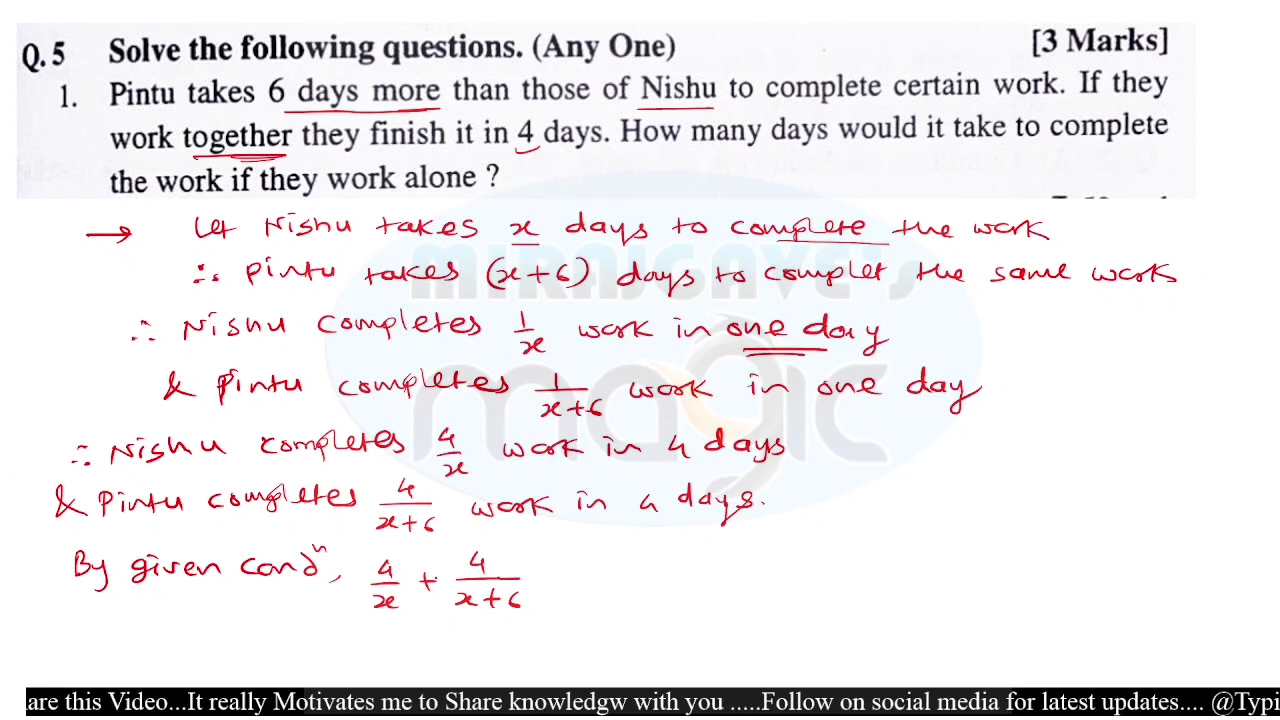 Q.5 Solve the following questions. (Any One) [3 Marks]
1. Pintu takes 6 days more than those of Nishu to complete certain work. If they
work together they finish it in 4 days. How many days would it take to complete
the work if they work alone ?
→ Let Nishu takes x days to complete the work
∴ Pintu takes (x+6) days to complet the same work
∴ Nishu completes 1/x work in one day
& Pintu completes 1/(x+6) work in one day
∴ Nishu completes 4/x work in 4 days
& Pintu completes 4/(x+6) work in 4 days.
By given condⁿ, 4/x + 4/(x+6)
MIRAJGAVE'S
magic
are this Video...It really Motivates me to Share knowledgw with you .....Follow on social media for latest updates.... @Typi